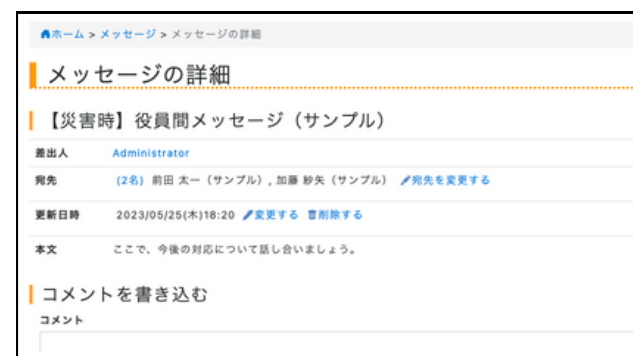 ホーム > メッセージ > メッセージの詳細
メッセージの詳細
【災害時】役員間メッセージ（サンプル）
差出人 Administrator
宛先 (2名) 前田 太一（サンプル）, 加藤 紗矢（サンプル） 宛先を変更する
更新日時 2023/05/25(木)18:20 変更する 削除する
本文 ここで、今後の対応について話し合いましょう。
コメントを書き込む
コメント